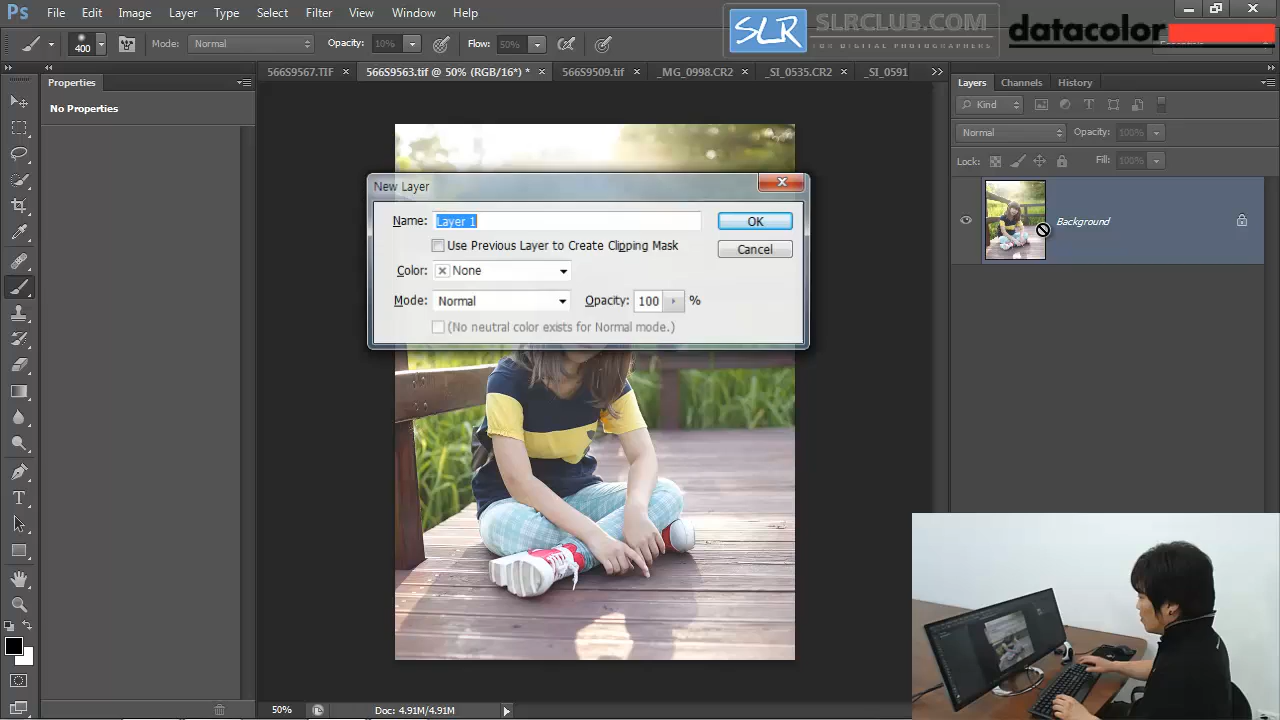 Ps File Edit Image Layer Type Select Filter 3D View Window Help
SLR SLRCLUB.COM
FOR DIGITAL PHOTOGRAPHERS
datacolor
400 Mode: Normal Opacity: 10% Flow: 50%
566S9567.TIF × 566S9563.tif @ 50% (RGB/16*) * × 566S9509.tif × _MG_0998.CR2 × _SI_0535.CR2 × _SI_0591
Properties
No Properties
Layers Channels History
Kind
Normal Opacity: 100%
Lock: Fill: 100%
Background
New Layer
Name: Layer 1 OK
Use Previous Layer to Create Clipping Mask Cancel
Color: None
Mode: Normal Opacity: 100 %
(No neutral color exists for Normal mode.)
50% Doc: 4.91M/4.91M